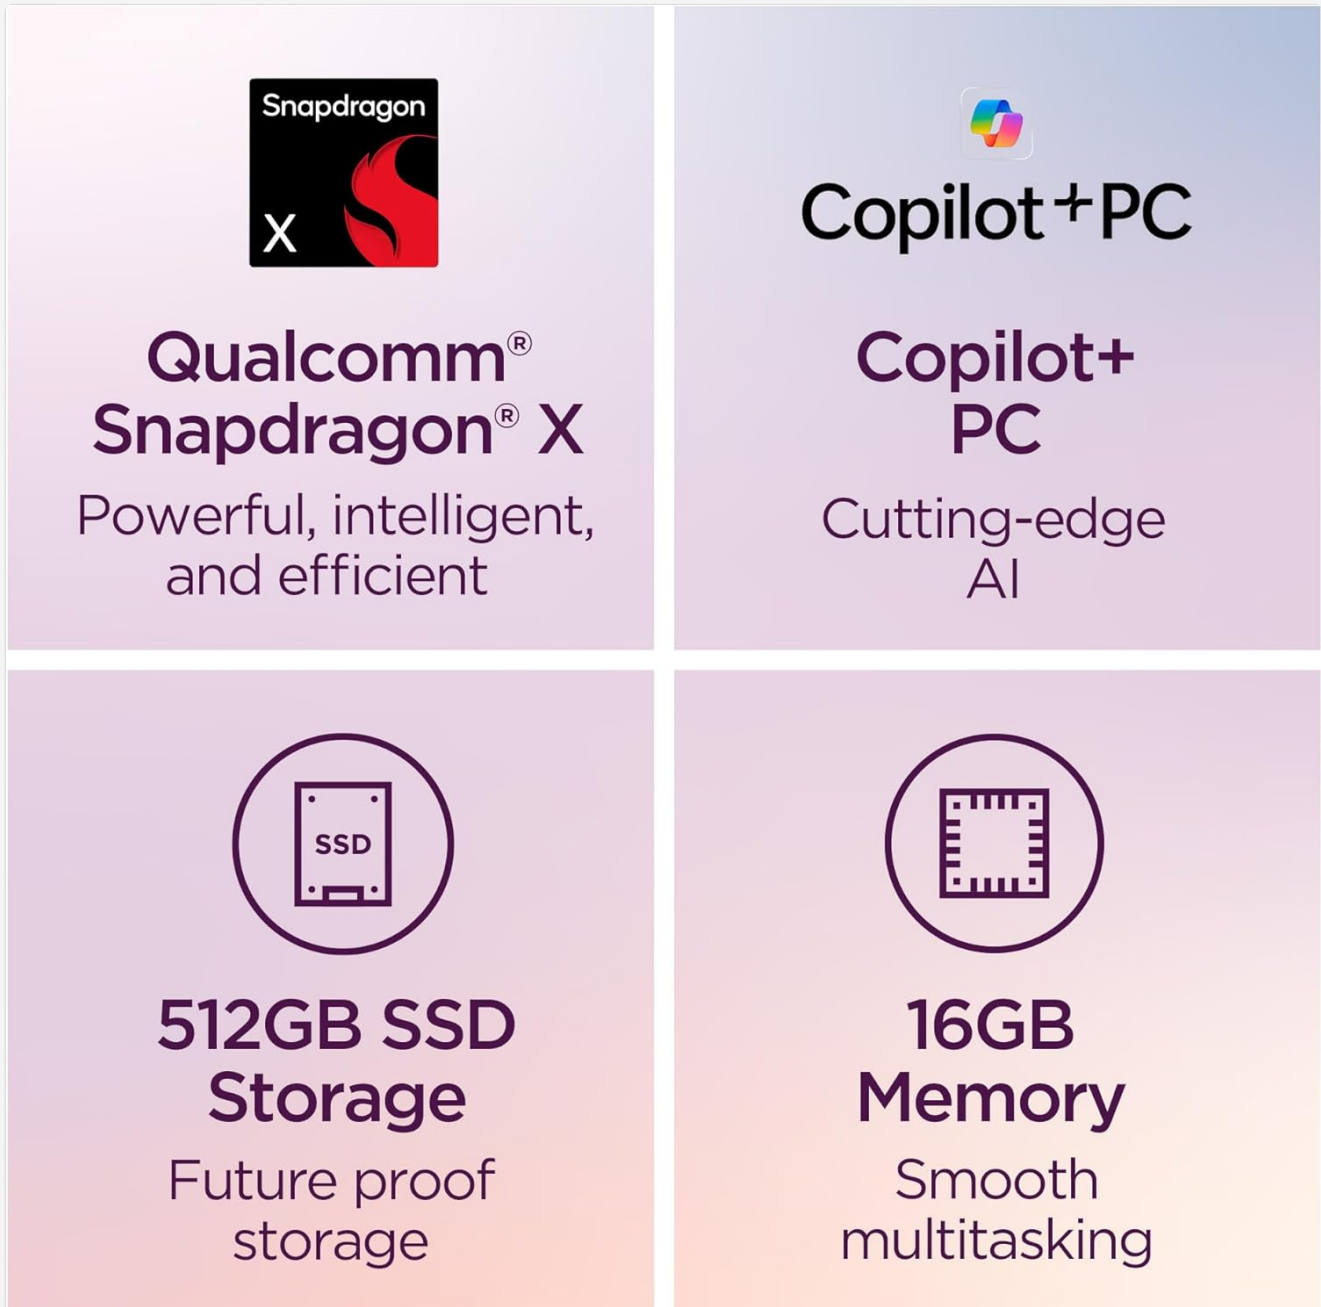 Snapdragon
X
Qualcomm®
Snapdragon® X
Powerful, intelligent,
and efficient
Copilot+PC
Copilot+
PC
Cutting-edge
AI
SSD
512GB SSD
Storage
Future proof
storage
16GB
Memory
Smooth
multitasking